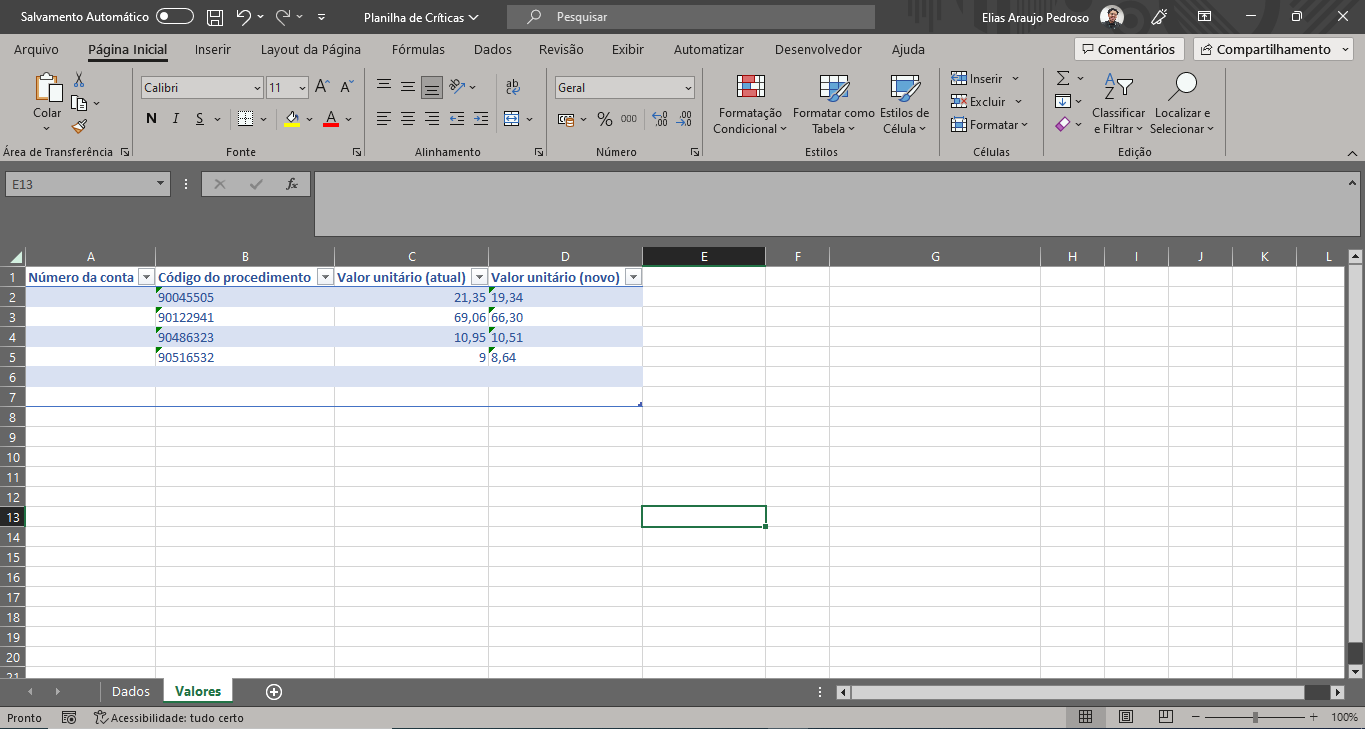 Salvamento Automático
Planilha de Críticas
Pesquisar
Elias Araujo Pedroso
Arquivo Página Inicial Inserir Layout da Página Fórmulas Dados Revisão Exibir Automatizar Desenvolvedor Ajuda
Comentários Compartilhamento
Colar
Área de Transferência
Calibri 11
N I S
A A
A
Fonte
ab
Alinhamento
Geral
% 000
Número
Formatação Condicional
Formatar como Tabela
Estilos de Célula
Estilos
Inserir
Excluir
Formatar
Células
Classificar e Filtrar
Localizar e Selecionar
Edição
E13
fx
A B C D E F G H I J K L
1 Número da conta Código do procedimento Valor unitário (atual) Valor unitário (novo)
2 90045505 21,35 19,34
3 90122941 69,06 66,30
4 90486323 10,95 10,51
5 90516532 9 8,64
6
7
8
9
10
11
12
13
14
15
16
17
18
19
20
21
Dados Valores
Pronto
Acessibilidade: tudo certo
100%